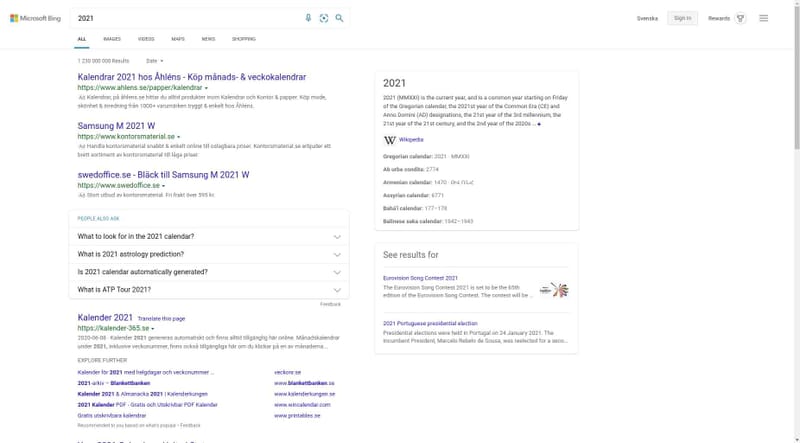 Microsoft Bing
2021
Svenska
Sign in
Rewards
ALL IMAGES VIDEOS MAPS NEWS SHOPPING
1 230 000 000 Results Date
Kalendrar 2021 hos Åhléns - Köp månads- & veckokalendrar
https://www.ahlens.se/papper/kalendrar
Ad Kalendrar, på åhlens.se hittar du alltid produkter inom Kalendrar och Kontor & papper. Köp mode,
skönhet & inredning från 1000+ varumärken tryggt & enkelt hos Åhléns.
Samsung M 2021 W
https://www.kontorsmaterial.se
Ad Handla kontorsmaterial snabbt & enkelt online till oslagbara priser. Kontorsmaterial.se erbjuder ett
brett sortiment av kontorsmaterial till låga priser.
swedoffice.se - Bläck till Samsung M 2021 W
https://www.swedoffice.se
Ad Stort utbud av kontorsmaterial. Fri frakt över 595 kr.
PEOPLE ALSO ASK
What to look for in the 2021 calendar?
What is 2021 astrology prediction?
Is 2021 calendar automatically generated?
What is ATP Tour 2021?
Feedback
Kalender 2021 Translate this page
https://kalender-365.se
2020-06-08 · Kalender 2021 genereras automatiskt och finns alltid tillgänglig här online. Månadskalendrar
under 2021, inklusive veckonummer, finns också tillgängliga här om du klickar på en av månaderna...
EXPLORE FURTHER
Kalender för 2021 med helgdagar och veckonummer ... veckonr.se
2021-arkiv – Blankettbanken www.blankettbanken.se
Kalender 2021 & Almanacka 2021 | Kalenderkungen www.kalenderkungen.se
2021 Kalender PDF - Gratis och Utskrivbar PDF Kalender www.wincalendar.com
Gratis utskrivbara kalendrar www.printables.se
Recommended to you based on what's popular • Feedback
2021
2021 (MMXXI) is the current year, and is a common year starting on Friday
of the Gregorian calendar, the 2021st year of the Common Era (CE) and
Anno Domini (AD) designations, the 21st year of the 3rd millennium, the
21st year of the 21st century, and the 2nd year of the 2020s ...
W Wikipedia
Gregorian calendar: 2021 · MMXXI
Ab urbe condita: 2774
Armenian calendar: 1470
Assyrian calendar: 6771
Bahá'í calendar: 177–178
Balinese saka calendar: 1942–1943
See results for
Eurovision Song Contest 2021
The Eurovision Song Contest 2021 is set to be the 65th
edition of the Eurovision Song Contest. The contest will be ...
2021 Portuguese presidential election
Presidential elections were held in Portugal on 24 January 2021. The
incumbent President, Marcelo Rebelo de Sousa, was reelected for a seco...